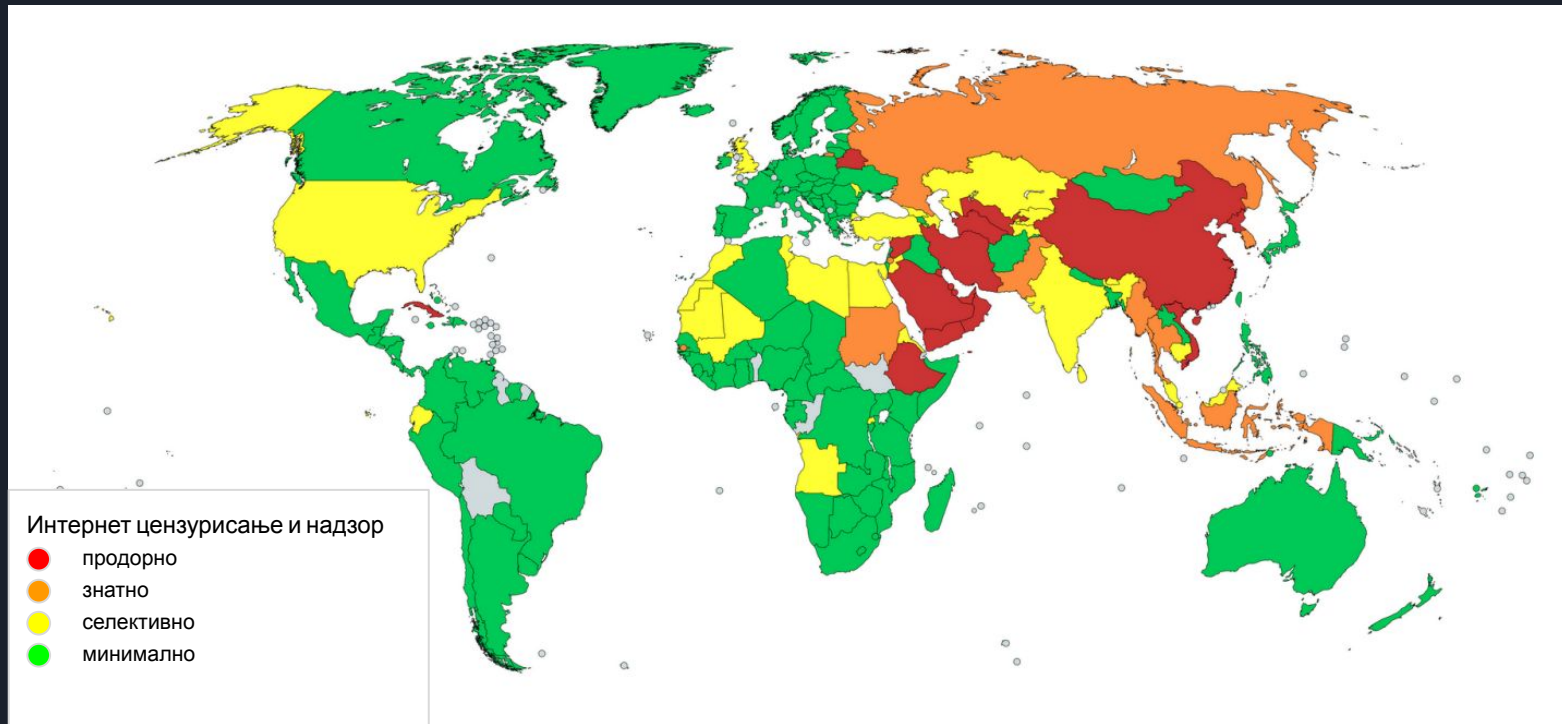 Интернет цензурисање и надзор
продорно
знатно
селективно
минимално